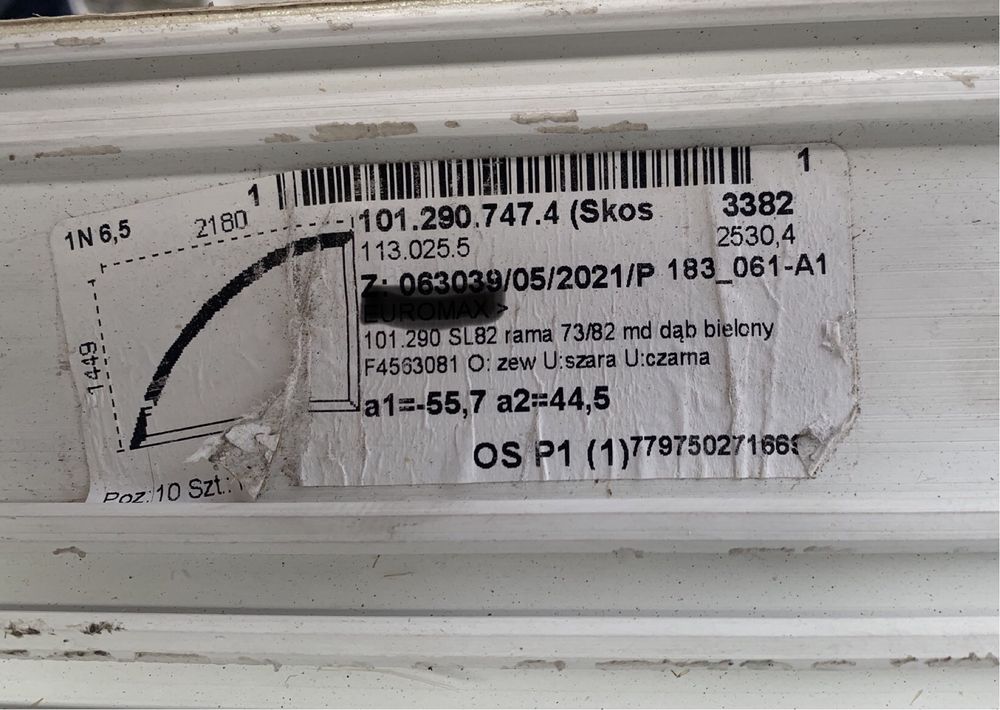 1 1
1N 6,5 2180 101.290.747.4 (Skos 3382
113.025.5 2530,4
Z: 063039/05/2021/P 183_061-A1
EUROMAX >
101.290 SL82 rama 73/82 md dąb bielony
1449
F4563081 O: zew U:szara U:czarna
a1=-55,7 a2=44,5
OS P1 (1)
Poz:10 Szt.: